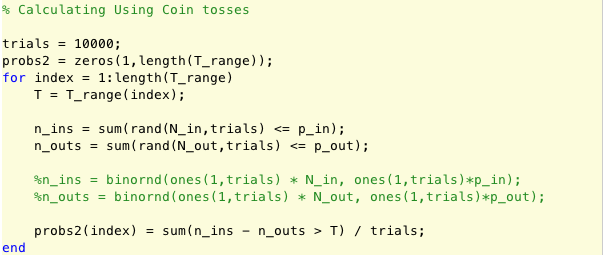 % Calculating Using Coin tosses
trials = 10000;
probs2 = zeros(1,length(T_range));
for index = 1:length(T_range)
T = T_range(index);
n_ins = sum(rand(N_in,trials) <= p_in);
n_outs = sum(rand(N_out,trials) <= p_out);
%n_ins = binornd(ones(1,trials) * N_in, ones(1,trials)*p_in);
%n_outs = binornd(ones(1,trials) * N_out, ones(1,trials)*p_out);
probs2(index) = sum(n_ins - n_outs > T) / trials;
end